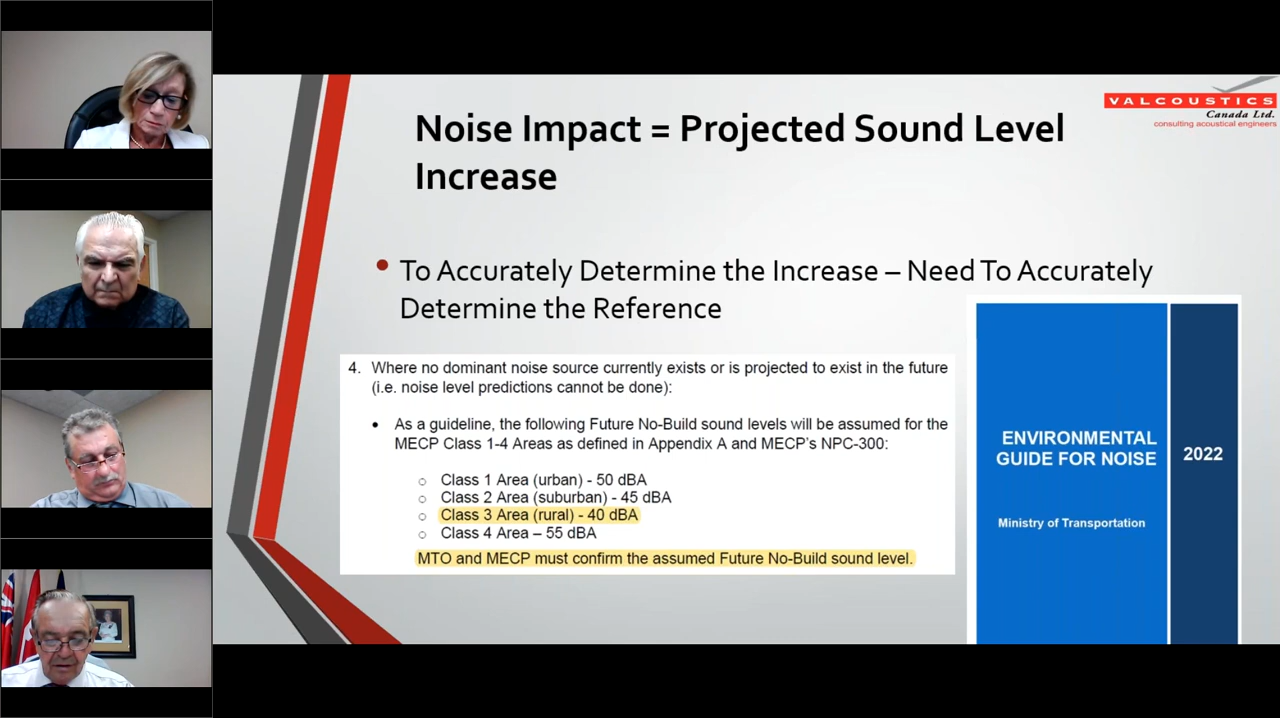 VALCOUSTICS
Canada Ltd.
consulting acoustical engineers
Noise Impact = Projected Sound Level
Increase
• To Accurately Determine the Increase – Need To Accurately
Determine the Reference
4. Where no dominant noise source currently exists or is projected to exist in the future
(i.e. noise level predictions cannot be done):
• As a guideline, the following Future No-Build sound levels will be assumed for the
MECP Class 1-4 Areas as defined in Appendix A and MECP's NPC-300:
○ Class 1 Area (urban) - 50 dBA
○ Class 2 Area (suburban) - 45 dBA
○ Class 3 Area (rural) - 40 dBA
○ Class 4 Area – 55 dBA
MTO and MECP must confirm the assumed Future No-Build sound level.
ENVIRONMENTAL
GUIDE FOR NOISE
2022
Ministry of Transportation